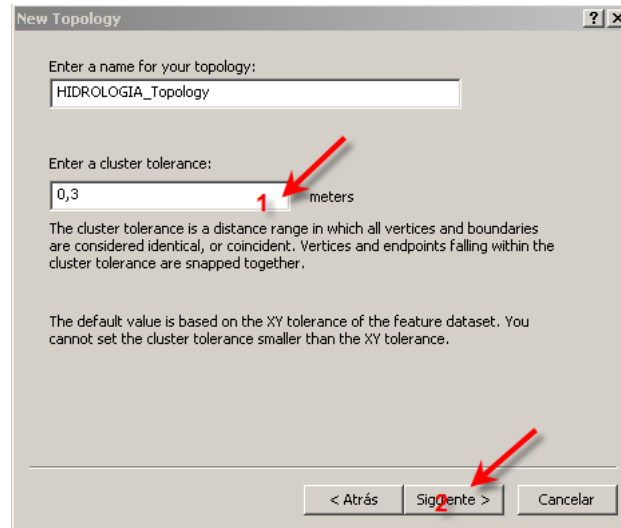 New Topology
Enter a name for your topology:
HIDROLOGIA_Topology
Enter a cluster tolerance:
0,3
1
meters
The cluster tolerance is a distance range in which all vertices and boundaries
are considered identical, or coincident. Vertices and endpoints falling within the
cluster tolerance are snapped together.
The default value is based on the XY tolerance of the feature dataset. You
cannot set the cluster tolerance smaller than the XY tolerance.
< Atrás
Siguiente >
2
Cancelar